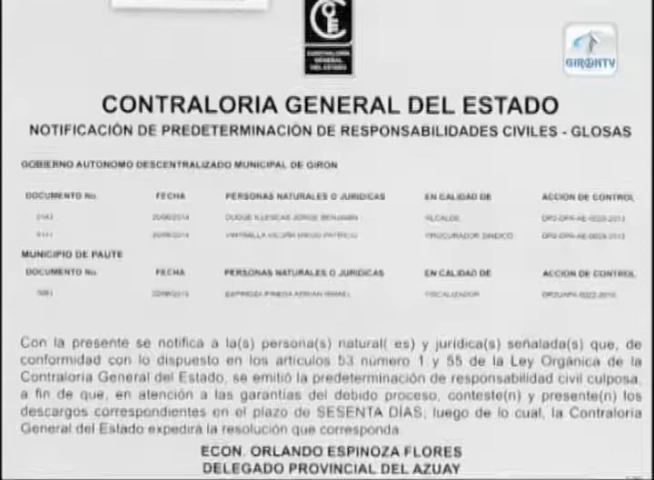 CONTRALORIA
GENERAL
DEL ESTADO
GIRONTV
CONTRALORIA GENERAL DEL ESTADO
NOTIFICACIÓN DE PREDETERMINACIÓN DE RESPONSABILIDADES CIVILES - GLOSAS
GOBIERNO AUTONOMO DESCENTRALIZADO MUNICIPAL DE GIRON
DOCUMENTO No. FECHA PERSONAS NATURALES O JURIDICAS EN CALIDAD DE ACCION DE CONTROL
JORGE BENJAMIN ALCALDE
PROCURADOR SINDICO
MUNICIPIO DE PAUTE
DOCUMENTO No. FECHA PERSONAS NATURALES O JURIDICAS EN CALIDAD DE ACCION DE CONTROL
FISCALIZADOR
Con la presente se notifica a la(s) persona(s) natural( es) y jurídica(s) señalada(s) que, de
conformidad con lo dispuesto en los artículos 53 número 1 y 55 de la Ley Orgánica de la
Contraloría General del Estado, se emitió la predeterminación de responsabilidad civil culposa,
a fin de que, en atención a las garantías del debido proceso, conteste(n) y presente(n) los
descargos correspondientes en el plazo de SESENTA DÍAS, luego de lo cual, la Contraloría
General del Estado expedirá la resolución que corresponda.
ECON. ORLANDO ESPINOZA FLORES
DELEGADO PROVINCIAL DEL AZUAY